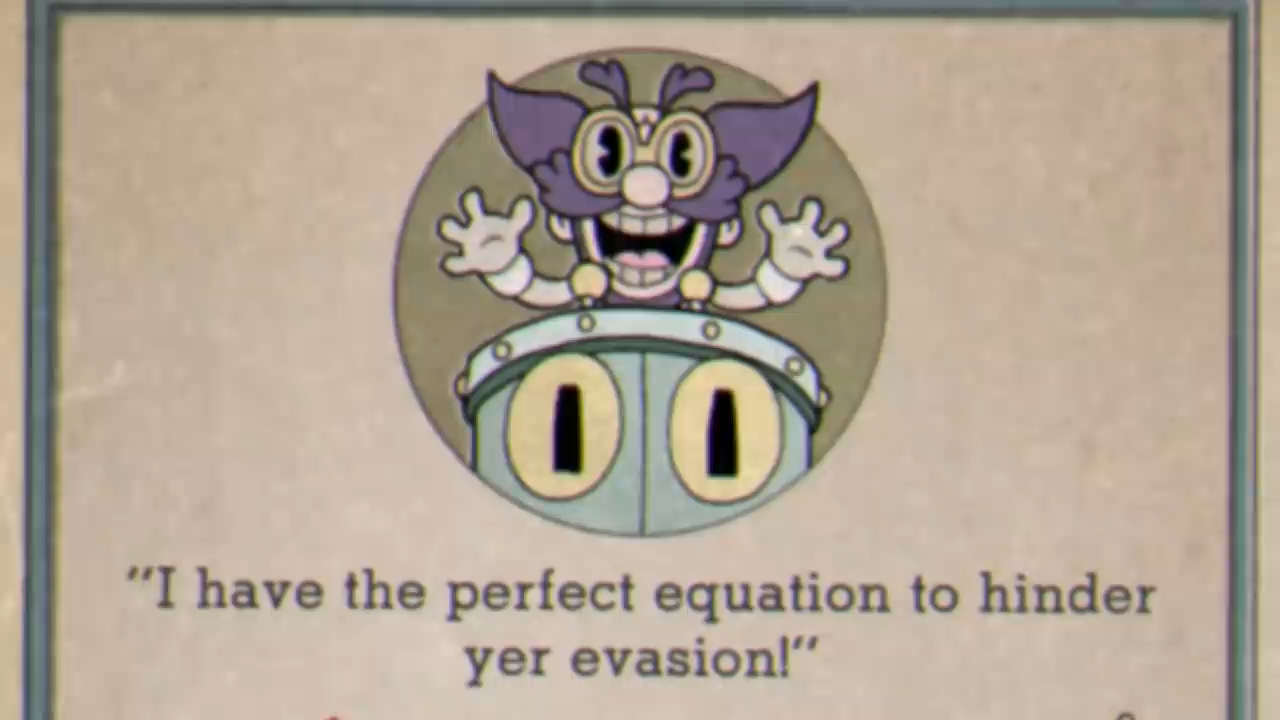 “I have the perfect equation to hinder
yer evasion!“